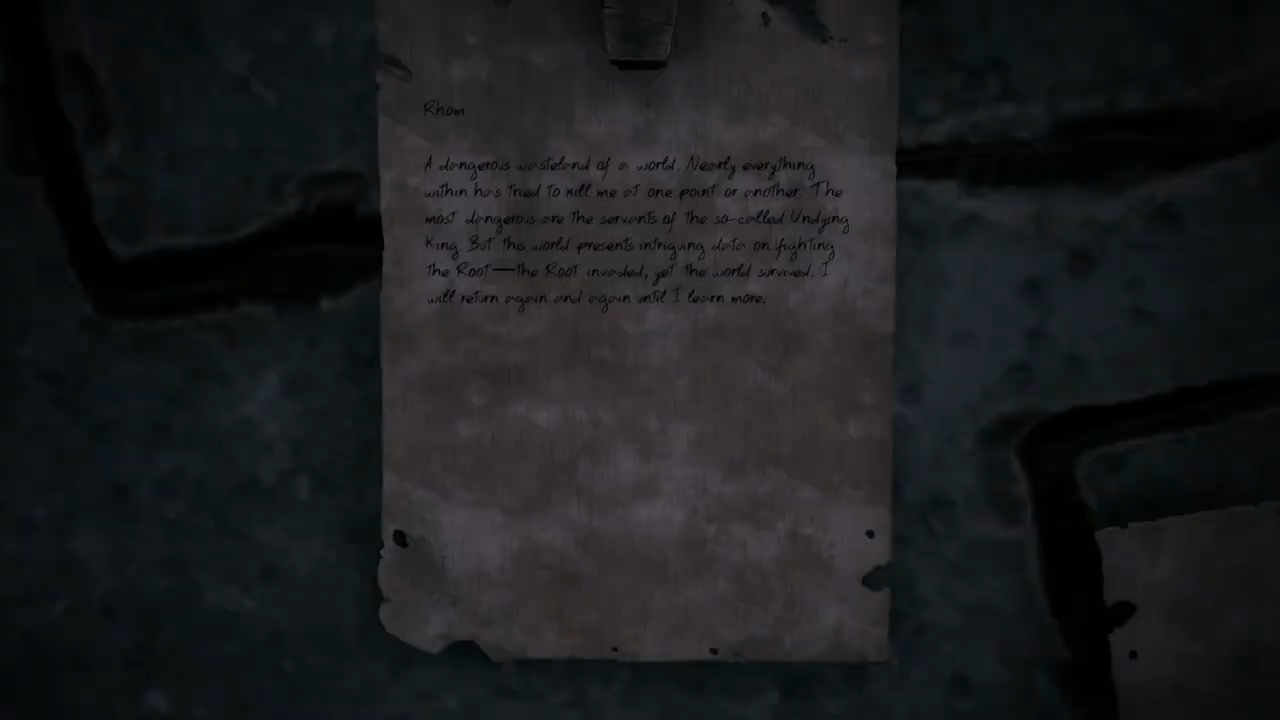 Rhom
A dangerous wasteland of a world. Nearly everything
within has tried to kill me at one point or another. The
most dangerous are the servants of the so-called Undying
King. But this world presents intriguing data on fighting
the Root—the Root invaded, yet the world survived. I
will return again and again until I learn more.